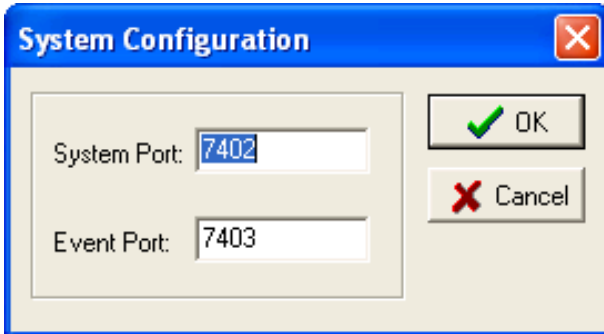 System Configuration
System Port: 7402
Event Port: 7403
OK
Cancel